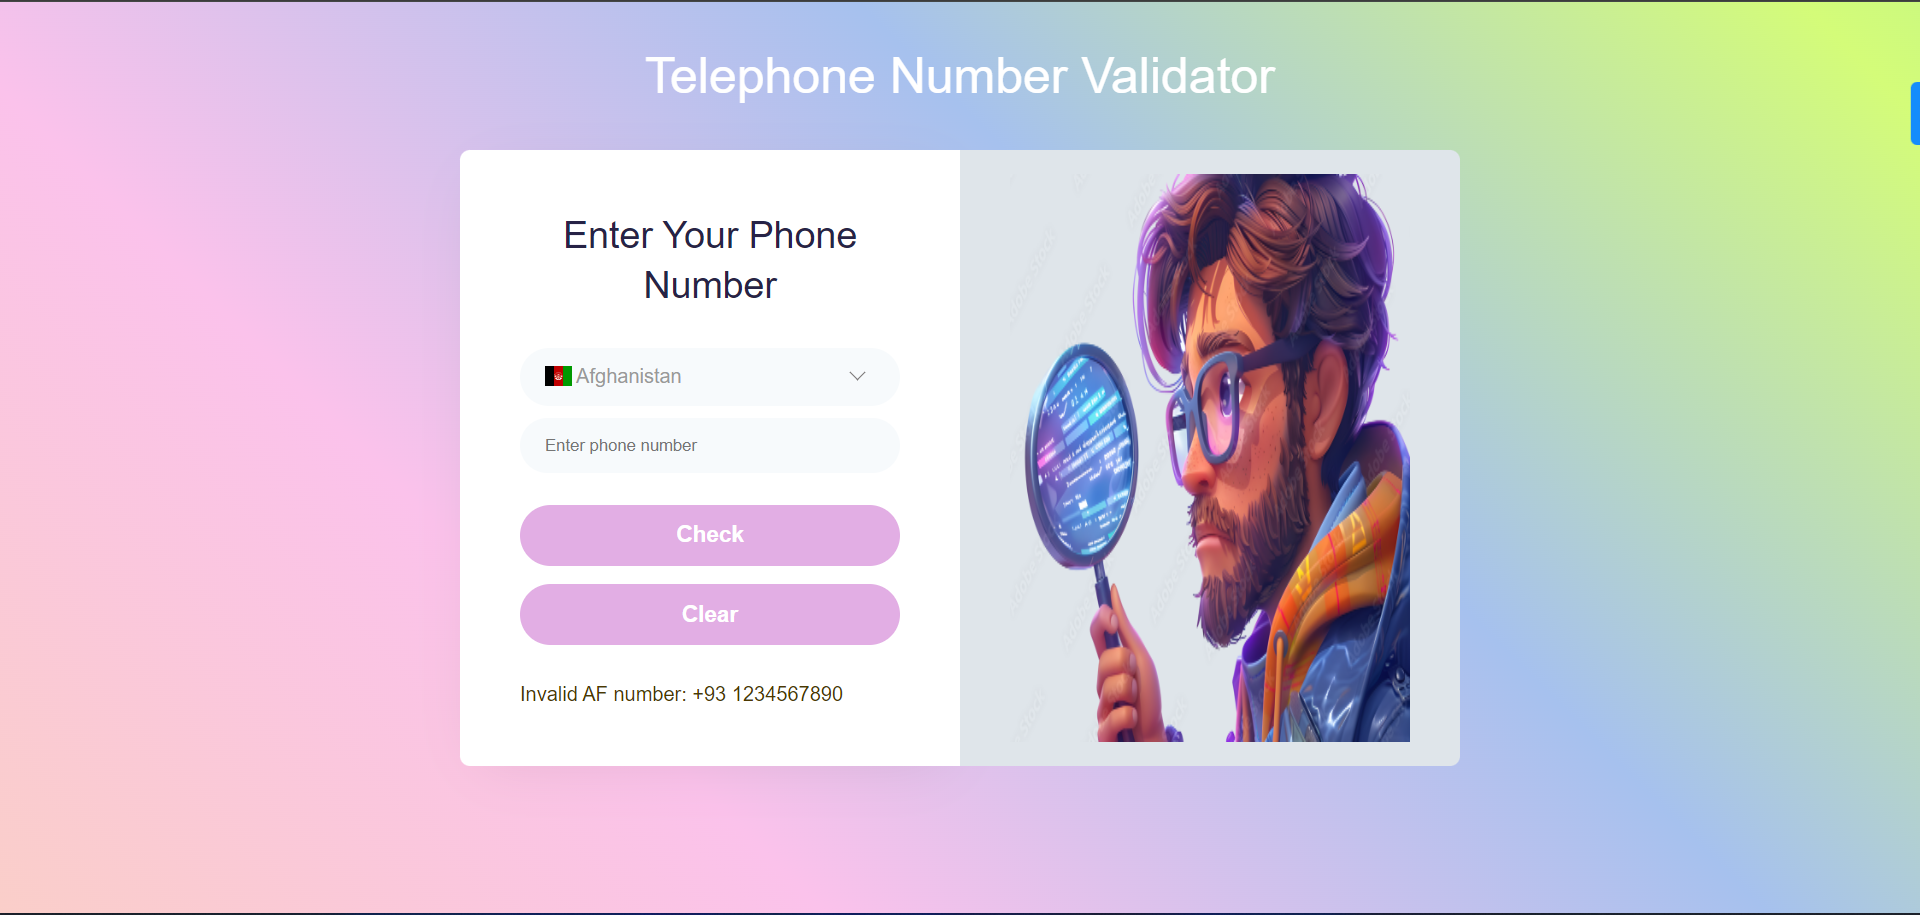 Telephone Number Validator
Enter Your Phone
Number
Afghanistan
Enter phone number
Check
Clear
Invalid AF number: +93 1234567890